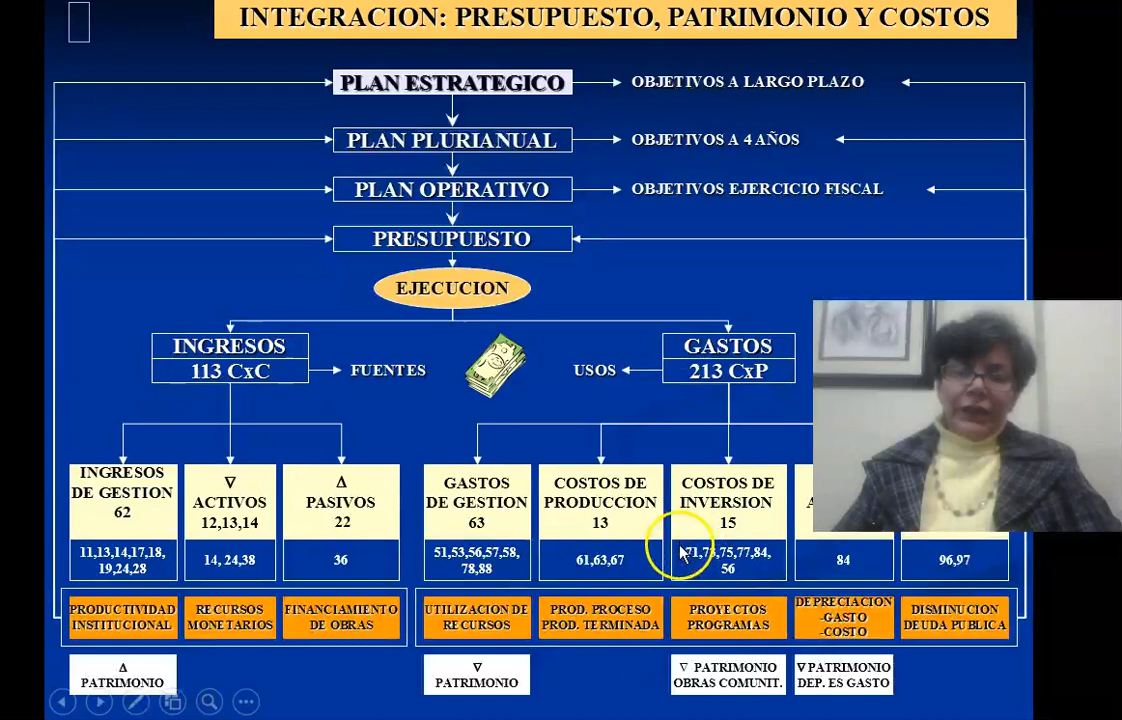 INTEGRACION: PRESUPUESTO, PATRIMONIO Y COSTOS
PLAN ESTRATEGICO
OBJETIVOS A LARGO PLAZO
PLAN PLURIANUAL
OBJETIVOS A 4 AÑOS
PLAN OPERATIVO
OBJETIVOS EJERCICIO FISCAL
PRESUPUESTO
EJECUCION
INGRESOS
113 CxC
FUENTES
USOS
GASTOS
213 CxP
INGRESOS
DE GESTION
62
∇
ACTIVOS
12,13,14
Δ
PASIVOS
22
GASTOS
DE GESTION
63
COSTOS DE
PRODUCCION
13
COSTOS DE
INVERSION
15
11,13,14,17,18,
19,24,28
14, 24,38
36
51,53,56,57,58,
78,88
61,63,67
71,73,75,77,84,
56
84
96,97
PRODUCTIVIDAD
INSTITUCIONAL
RECURSOS
MONETARIOS
FINANCIAMIENTO
DE OBRAS
UTILIZACION DE
RECURSOS
PROD. PROCESO
PROD. TERMINADA
PROYECTOS
PROGRAMAS
DEPRECIACION
-GASTO
-COSTO
DISMINUCION
DEUDA PUBLICA
Δ
PATRIMONIO
∇
PATRIMONIO
∇ PATRIMONIO
OBRAS COMUNIT.
∇ PATRIMONIO
DEP. ES GASTO